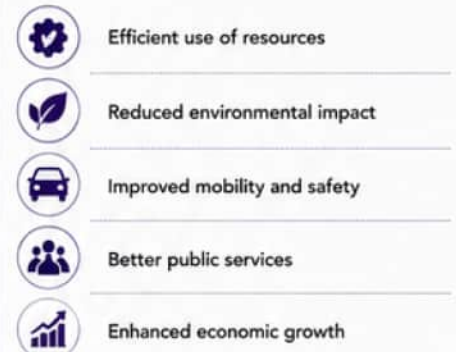 Efficient use of resources
Reduced environmental impact
Improved mobility and safety
Better public services
Enhanced economic growth